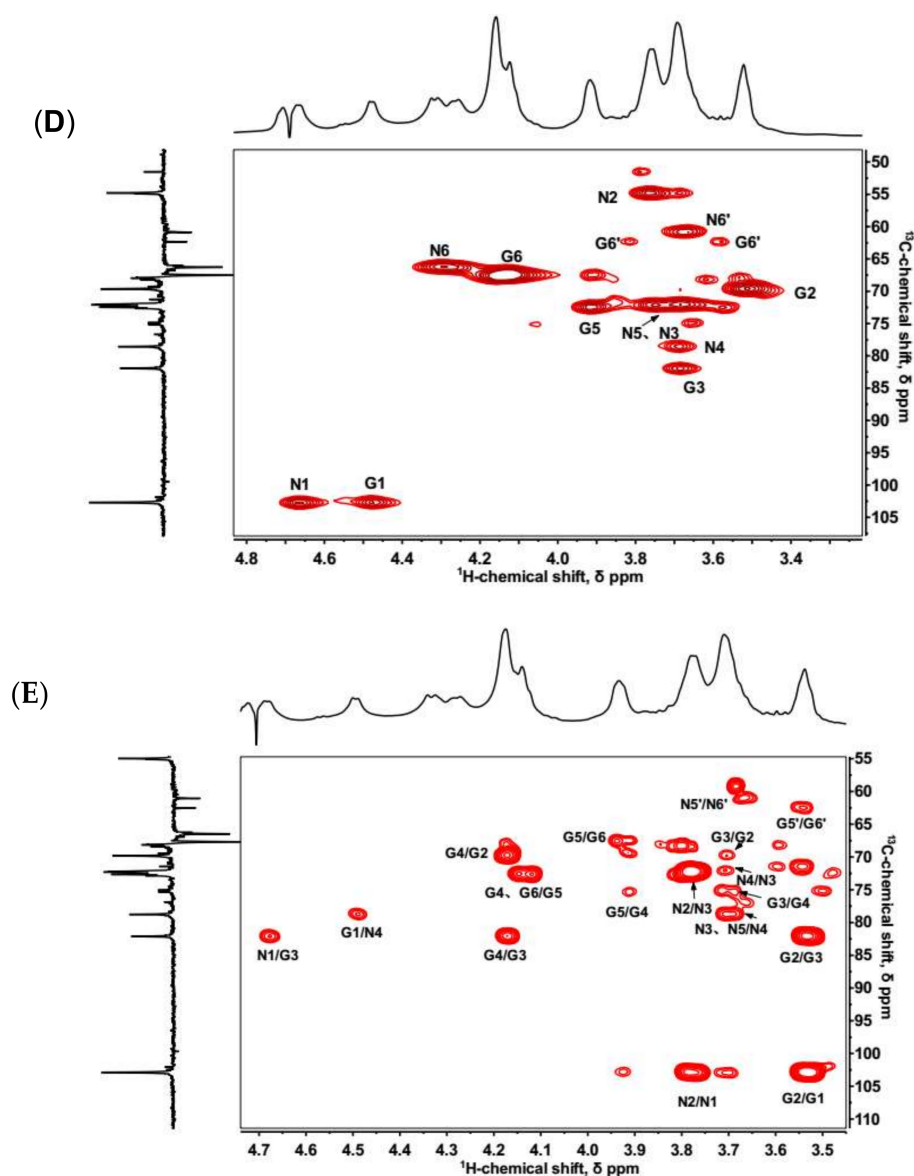 (D)
50
N2
N6'
G6'
G6'
N6
G6
G2
G5
N5、N3
N4
G3
N1
G1
55
60
65
70
75
80
85
90
95
100
105
13C-chemical shift, δ ppm
4.8 4.6 4.4 4.2 4.0 3.8 3.6 3.4
1H-chemical shift, δ ppm
(E)
55
N5'/N6'
G5'/G6'
G4/G2
G5/G6
G3/G2
N4/N3
G4、G6/G5
G5/G4
N2/N3
G3/G4
N3、N5/N4
N1/G3
G1/N4
G4/G3
G2/G3
N2/N1
G2/G1
60
65
70
75
80
85
90
95
100
105
110
13C-chemical shift, δ ppm
4.7 4.6 4.5 4.4 4.3 4.2 4.1 4.0 3.9 3.8 3.7 3.6 3.5
1H-chemical shift, δ ppm